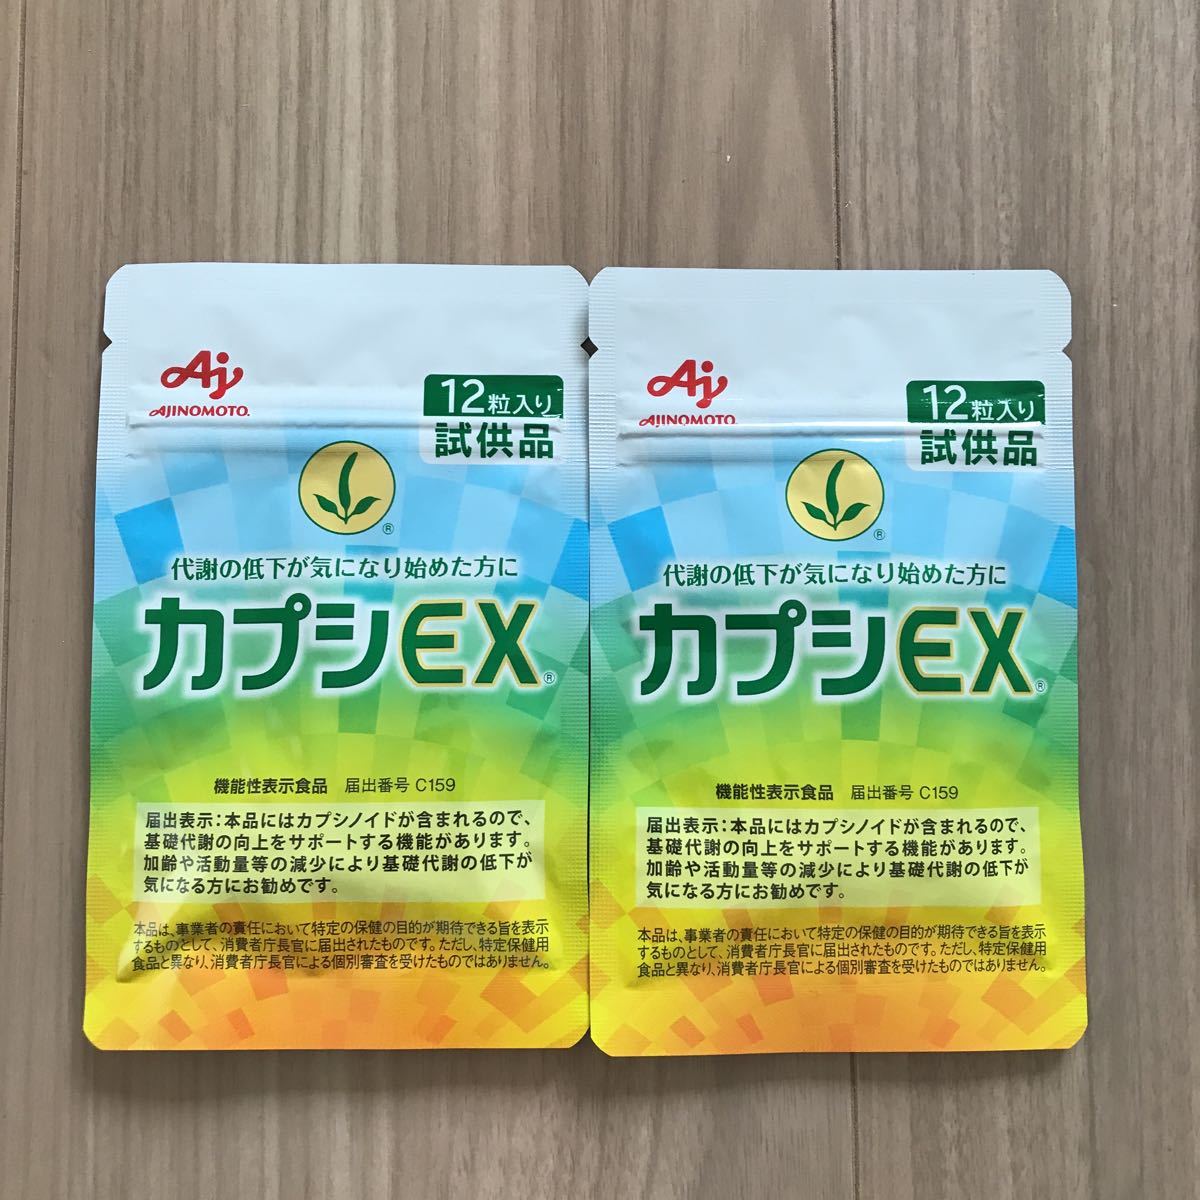 Aj
AJINOMOTO.
12粒入り
試供品
®
代謝の低下が気になり始めた方に
カプシEX®
機能性表示食品 届出番号 C159
届出表示：本品にはカプシノイドが含まれるので、
基礎代謝の向上をサポートする機能があります。
加齢や活動量等の減少により基礎代謝の低下が
気になる方にお勧めです。
本品は、事業者の責任において特定の保健の目的が期待できる旨を表示
するものとして、消費者庁長官に届出されたものです。ただし、特定保健用
食品と異なり、消費者庁長官による個別審査を受けたものではありません。
Aj
AJINOMOTO.
12粒入り
試供品
®
代謝の低下が気になり始めた方に
カプシEX®
機能性表示食品 届出番号 C159
届出表示：本品にはカプシノイドが含まれるので、
基礎代謝の向上をサポートする機能があります。
加齢や活動量等の減少により基礎代謝の低下が
気になる方にお勧めです。
本品は、事業者の責任において特定の保健の目的が期待できる旨を表示
するものとして、消費者庁長官に届出されたものです。ただし、特定保健用
食品と異なり、消費者庁長官による個別審査を受けたものではありません。